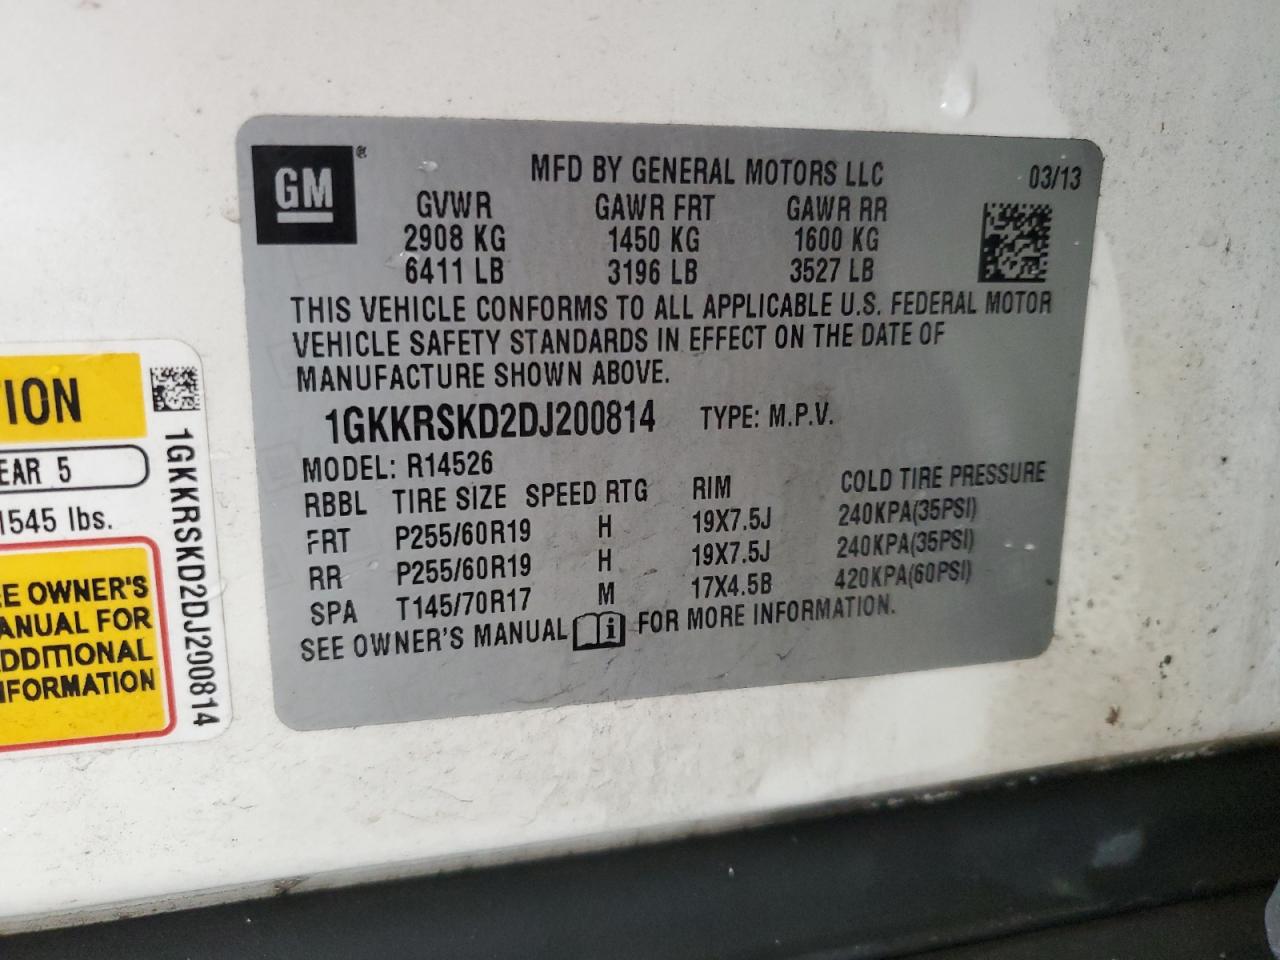 GM®
MFD BY GENERAL MOTORS LLC 03/13
GVWR GAWR FRT GAWR RR
2908 KG 1450 KG 1600 KG
6411 LB 3196 LB 3527 LB
THIS VEHICLE CONFORMS TO ALL APPLICABLE U.S. FEDERAL MOTOR
VEHICLE SAFETY STANDARDS IN EFFECT ON THE DATE OF
MANUFACTURE SHOWN ABOVE.
1GKKRSKD2DJ200814 TYPE: M.P.V.
MODEL: R14526
RBBL TIRE SIZE SPEED RTG RIM COLD TIRE PRESSURE
FRT P255/60R19 H 19X7.5J 240KPA(35PSI)
RR P255/60R19 H 19X7.5J 240KPA(35PSI)
SPA T145/70R17 M 17X4.5B 420KPA(60PSI)
SEE OWNER'S MANUAL i FOR MORE INFORMATION.
TION
EAR 5
1545 lbs.
EE OWNER'S
ANUAL FOR
DDITIONAL
NFORMATION
1GKKRSKD2DJ200814